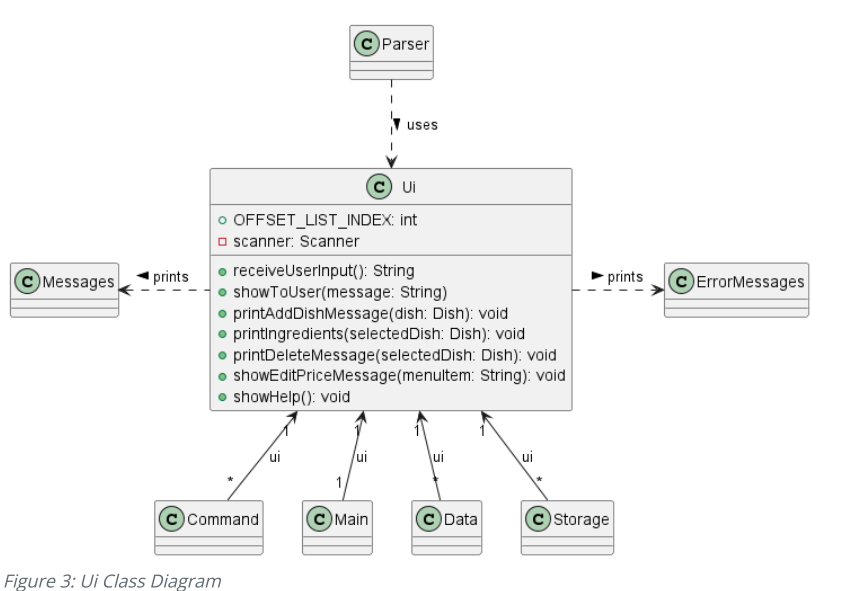 C Parser
uses
C Ui
OFFSET_LIST_INDEX: int
scanner: Scanner
receiveUserInput(): String
showToUser(message: String)
printAddDishMessage(dish: Dish): void
printIngredients(selectedDish: Dish): void
printDeleteMessage(selectedDish: Dish): void
showEditPriceMessage(menuItem: String): void
showHelp(): void
C Messages
prints
prints
C ErrorMessages
1 1 1 1
ui ui ui ui
* 1 * *
C Command C Main C Data C Storage
Figure 3: Ui Class Diagram